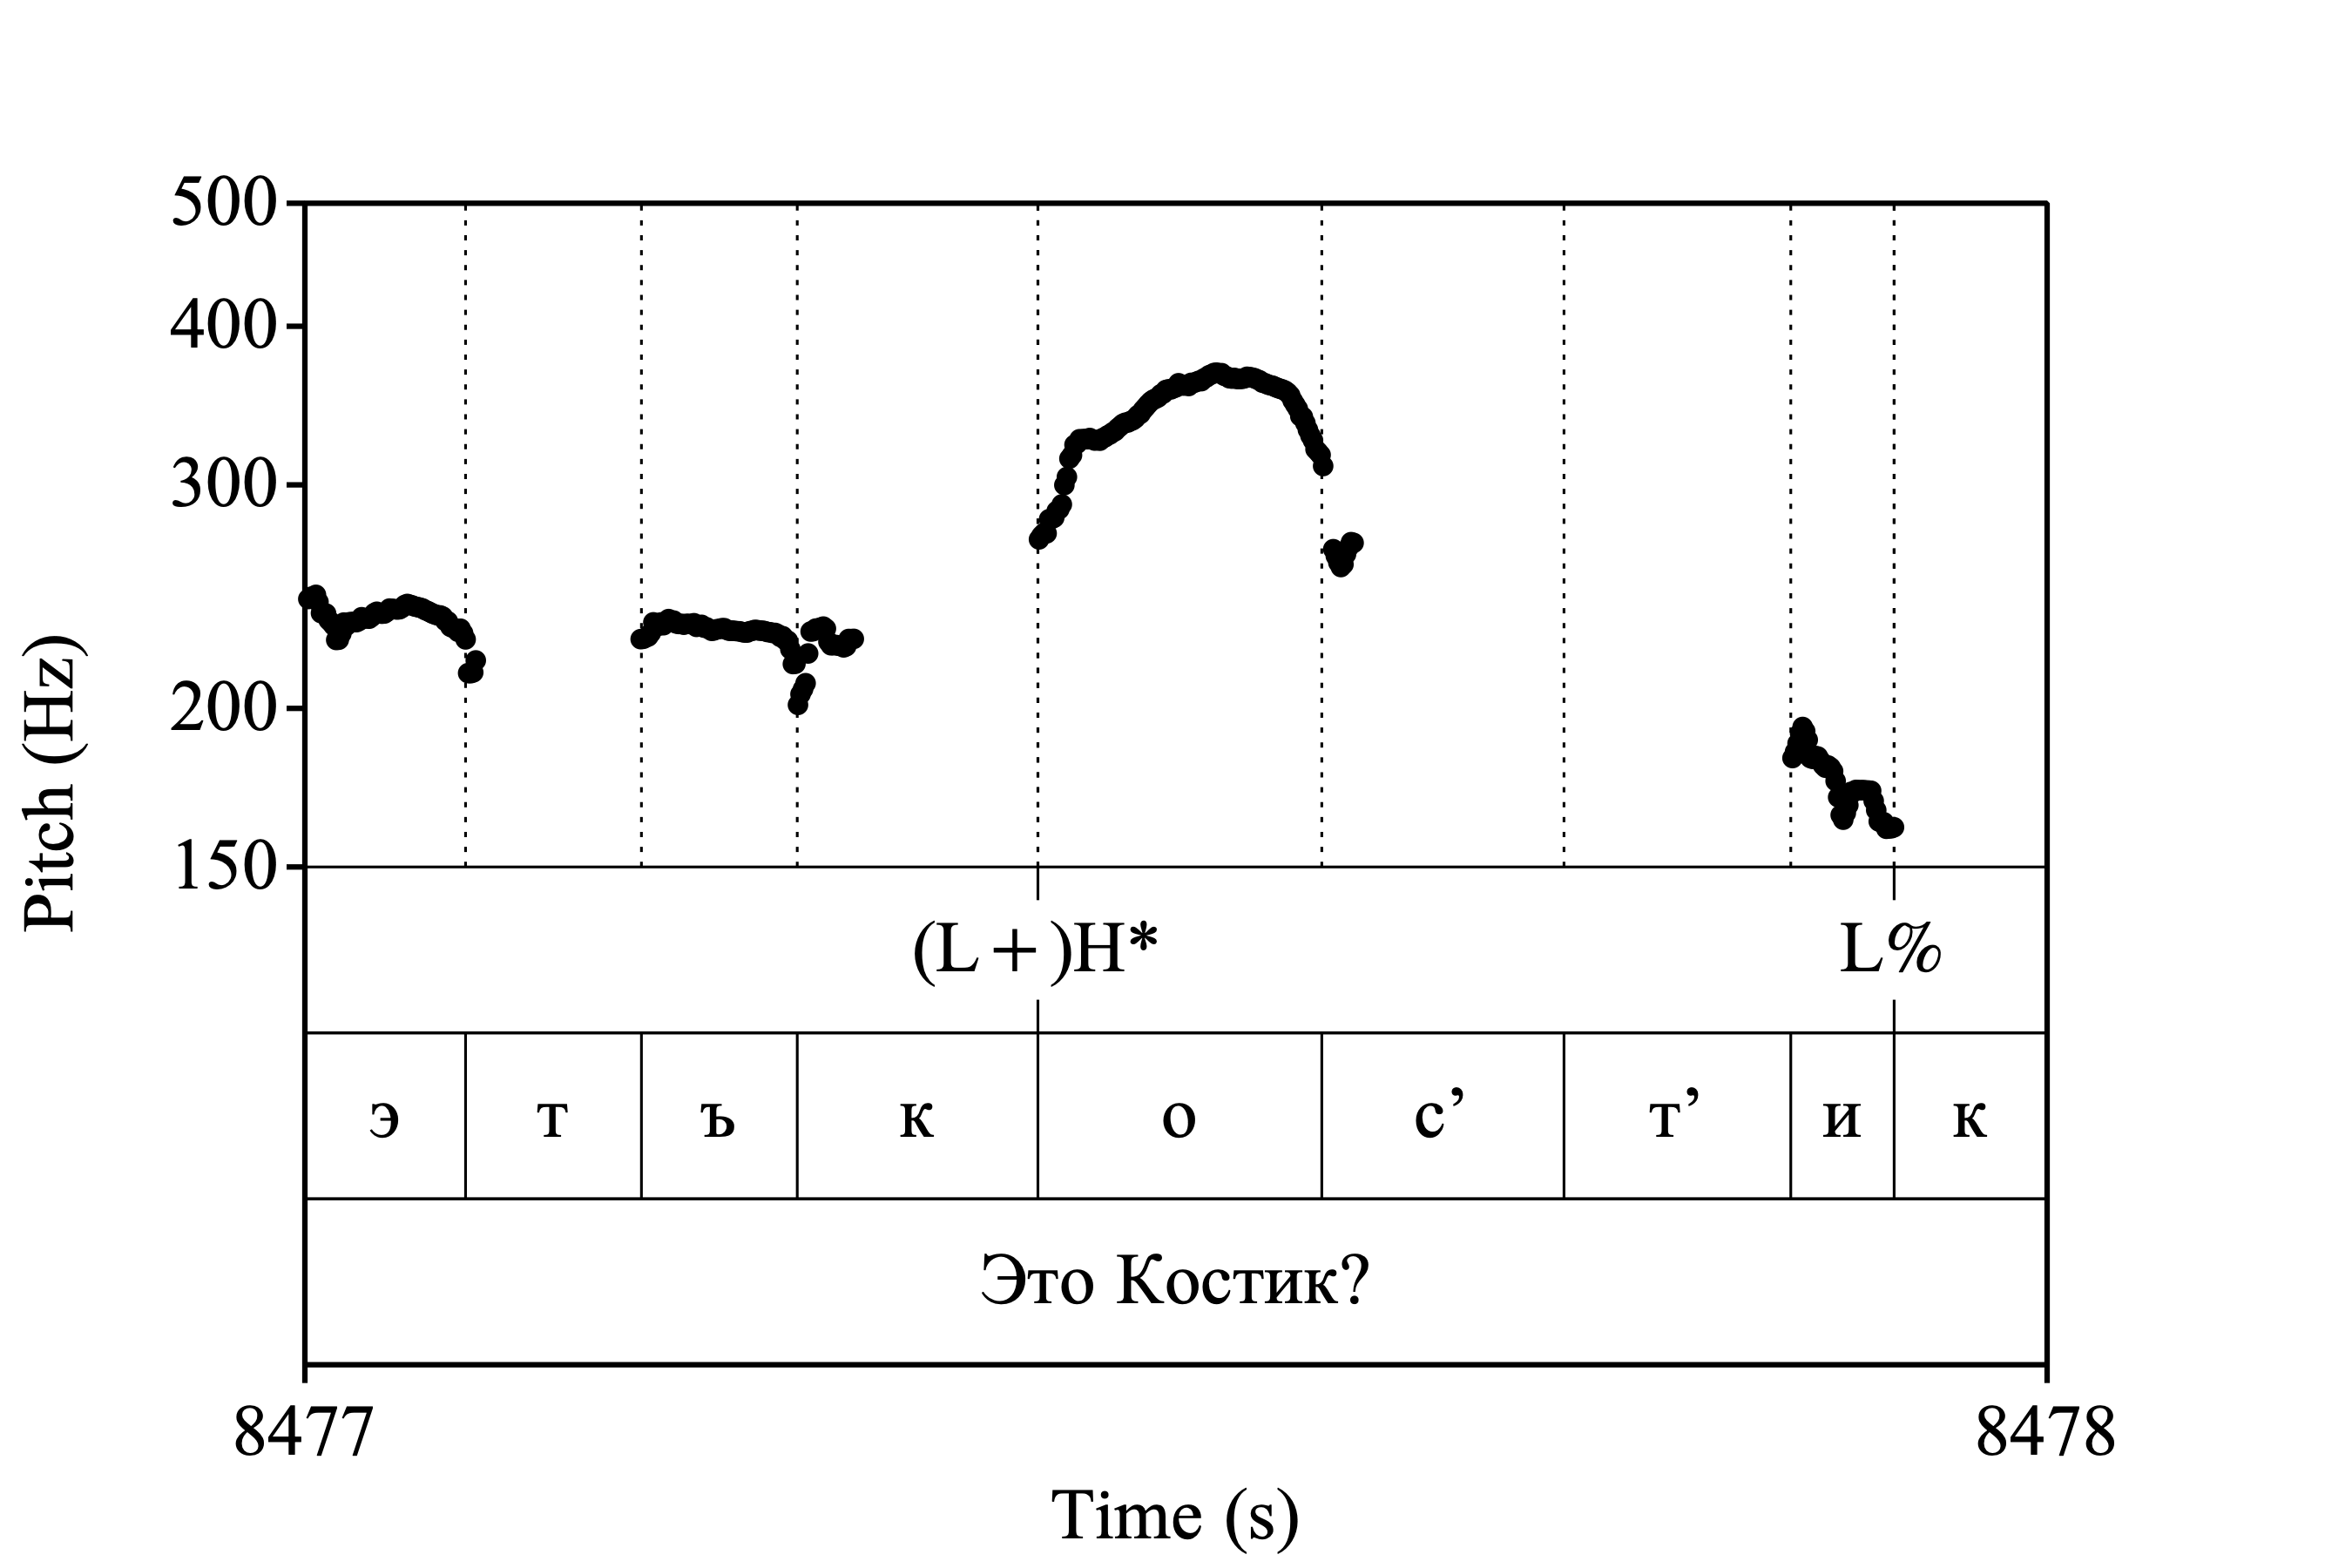 500
400
300
200
150
Pitch (Hz)
(L+)H* L%
э т ъ к о с’ т’ и к
Это Костик?
8477 8478
Time (s)